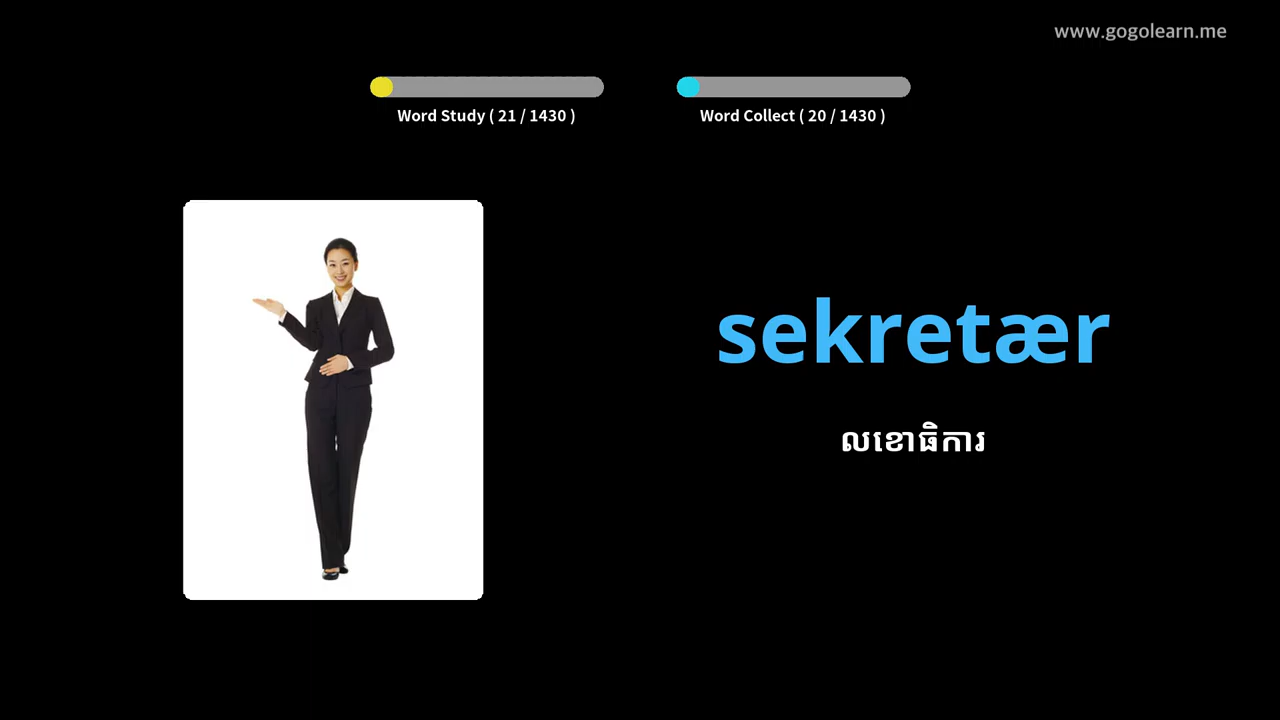 www.gogolearn.me
Word Study ( 21 / 1430 )
Word Collect ( 20 / 1430 )
sekretær
លេខាធិការ